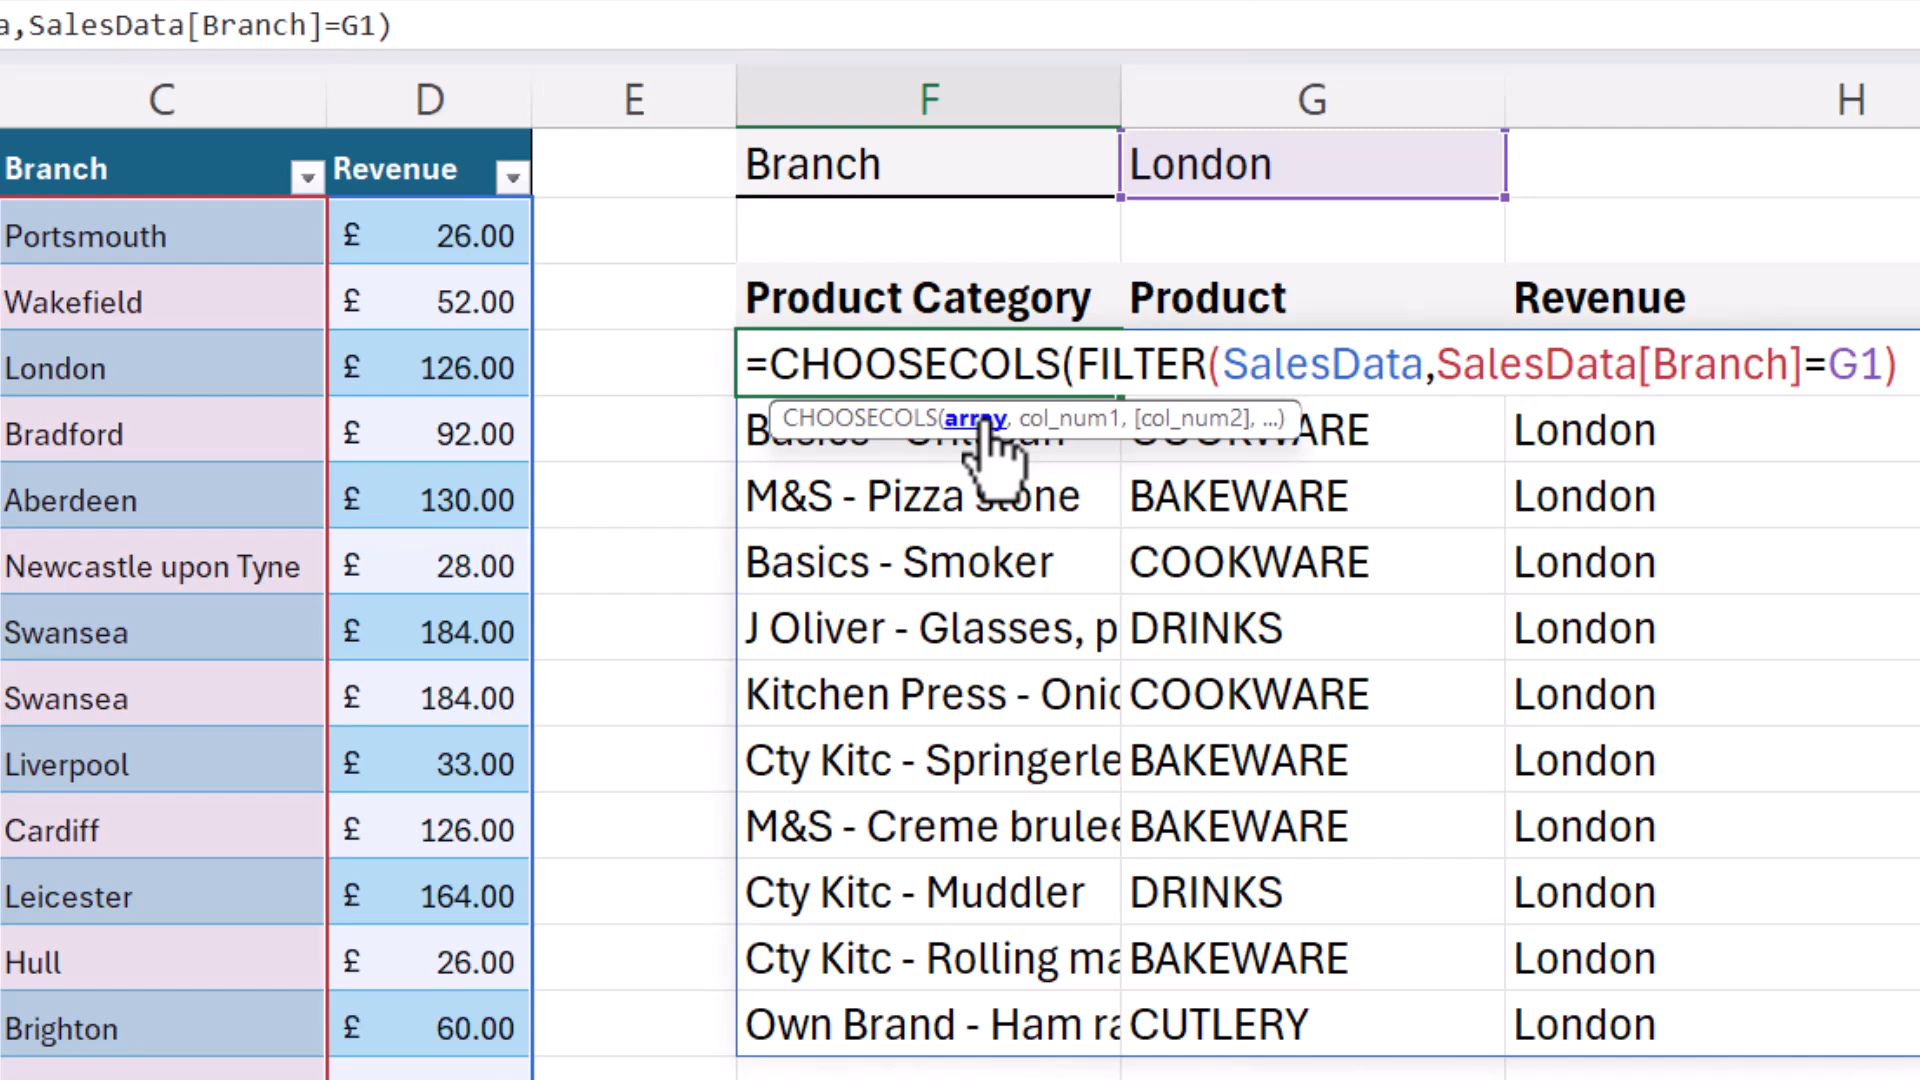 a,SalesData[Branch]=G1)
C D E F G H
Branch Revenue Branch London
Portsmouth £ 26.00
Wakefield £ 52.00 Product Category Product Revenue
London £ 126.00 =CHOOSECOLS(FILTER(SalesData,SalesData[Branch]=G1)
CHOOSECOLS(array, col_num1, [col_num2], ...)
Bradford £ 92.00 London
Aberdeen £ 130.00 M&S - Pizza stone BAKEWARE London
Newcastle upon Tyne £ 28.00 Basics - Smoker COOKWARE London
Swansea £ 184.00 J Oliver - Glasses, p DRINKS London
Swansea £ 184.00 Kitchen Press - Onio COOKWARE London
Liverpool £ 33.00 Cty Kitc - Springerle BAKEWARE London
Cardiff £ 126.00 M&S - Creme brulee BAKEWARE London
Leicester £ 164.00 Cty Kitc - Muddler DRINKS London
Hull £ 26.00 Cty Kitc - Rolling ma BAKEWARE London
Brighton £ 60.00 Own Brand - Ham ra CUTLERY London